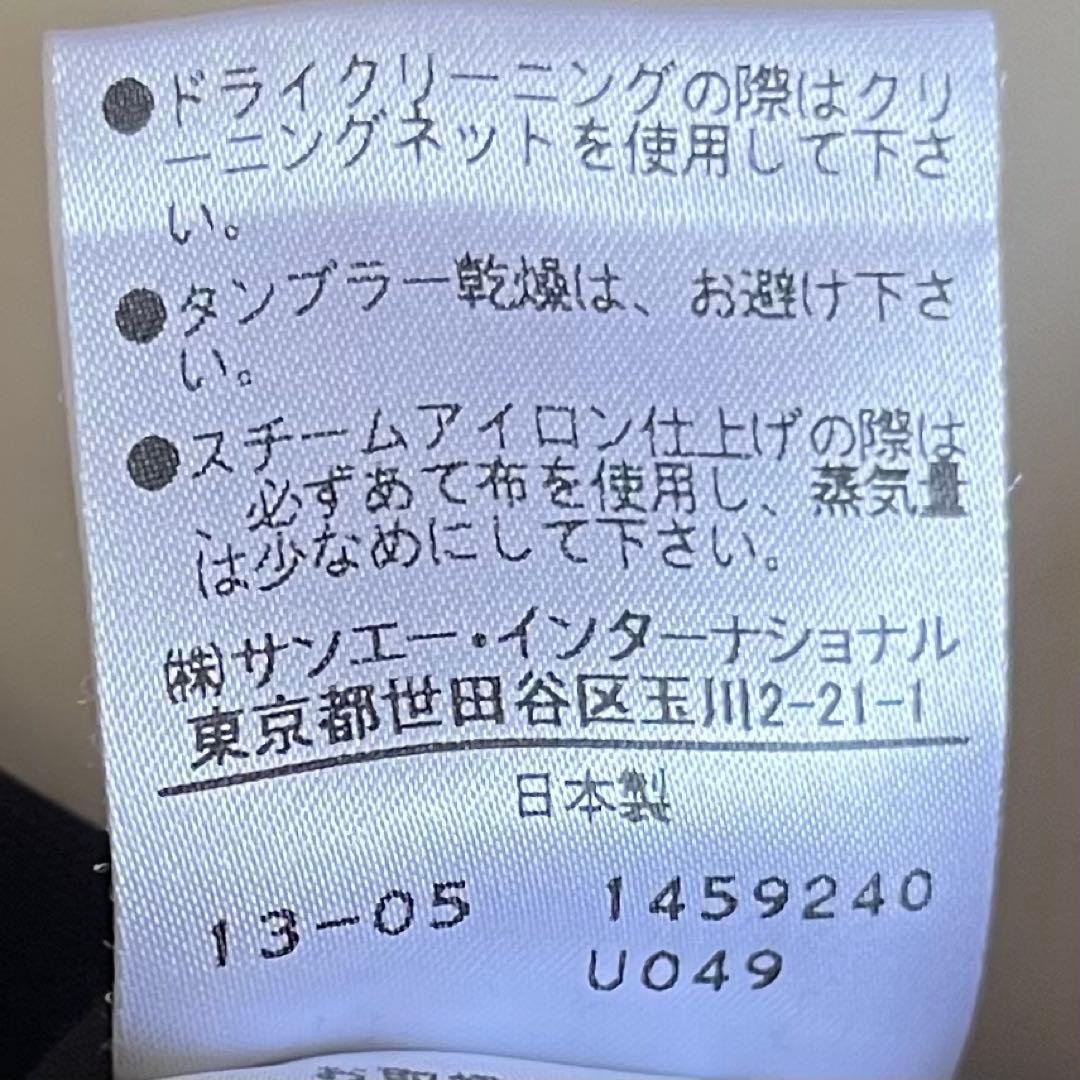 ●ドライクリーニングの際はクリ
ーニングネットを使用して下さ
い。
●タンブラー乾燥は、お避け下さ
い。
●スチームアイロン仕上げの際は
必ずあて布を使用し、蒸気量
は少なめにして下さい。
㈱サンエー・インターナショナル
東京都世田谷区玉川2-21-1
日本製
13-05 1459240
U049